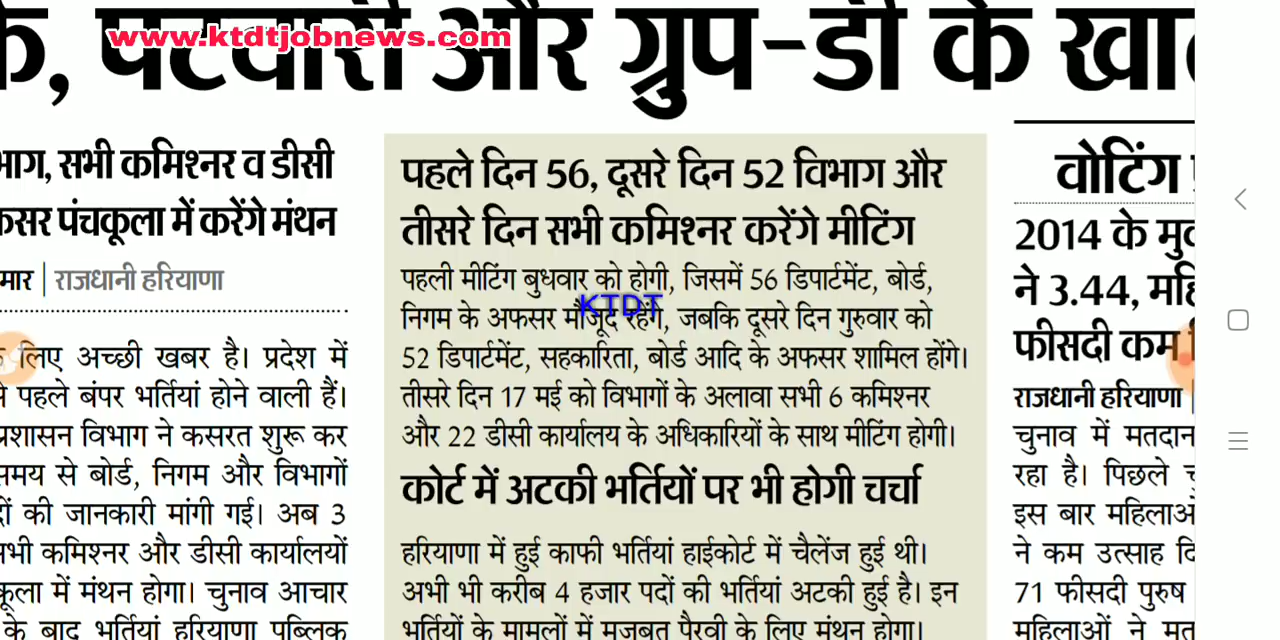 www.ktdtjobnews.com
पटवारी और ग्रुप-डी के
भाग, सभी कमिश्नर व डीसी
पंचकूला में करेंगे मंथन
राजधानी हरियाणा
लिए अच्छी खबर है। प्रदेश में
पहले बंपर भर्तियां होने वाली हैं।
प्रशासन विभाग ने कसरत शुरू कर
समय से बोर्ड, निगम और विभागों
की जानकारी मांगी गई। अब 3
सभी कमिश्नर और डीसी कार्यालयों
में मंथन होगा। चुनाव आचार
के बाद भर्तियां हरियाणा पब्लिक
पहले दिन 56, दूसरे दिन 52 विभाग और
तीसरे दिन सभी कमिश्नर करेंगे मीटिंग
पहली मीटिंग बुधवार को होगी, जिसमें 56 डिपार्टमेंट, बोर्ड,
KTDT
निगम के अफसर मौजूद रहेंगे, जबकि दूसरे दिन गुरुवार को
52 डिपार्टमेंट, सहकारिता, बोर्ड आदि के अफसर शामिल होंगे।
तीसरे दिन 17 मई को विभागों के अलावा सभी 6 कमिश्नर
और 22 डीसी कार्यालय के अधिकारियों के साथ मीटिंग होगी।
कोर्ट में अटकी भर्तियों पर भी होगी चर्चा
हरियाणा में हुई काफी भर्तियां हाईकोर्ट में चैलेंज हुई थी।
अभी भी करीब 4 हजार पदों की भर्तियां अटकी हुई है। इन
भर्तियों के मामलों में मजबूत पैरवी के लिए मंथन होगा।
वोटिंग
2014 के
ने 3.44,
फीसदी कम
राजधानी हरियाणा
चुनाव में मतदान
रहा है। पिछले
इस बार महिलाओं
ने कम उत्साह
71 फीसदी पुरुष
महिलाओं ने